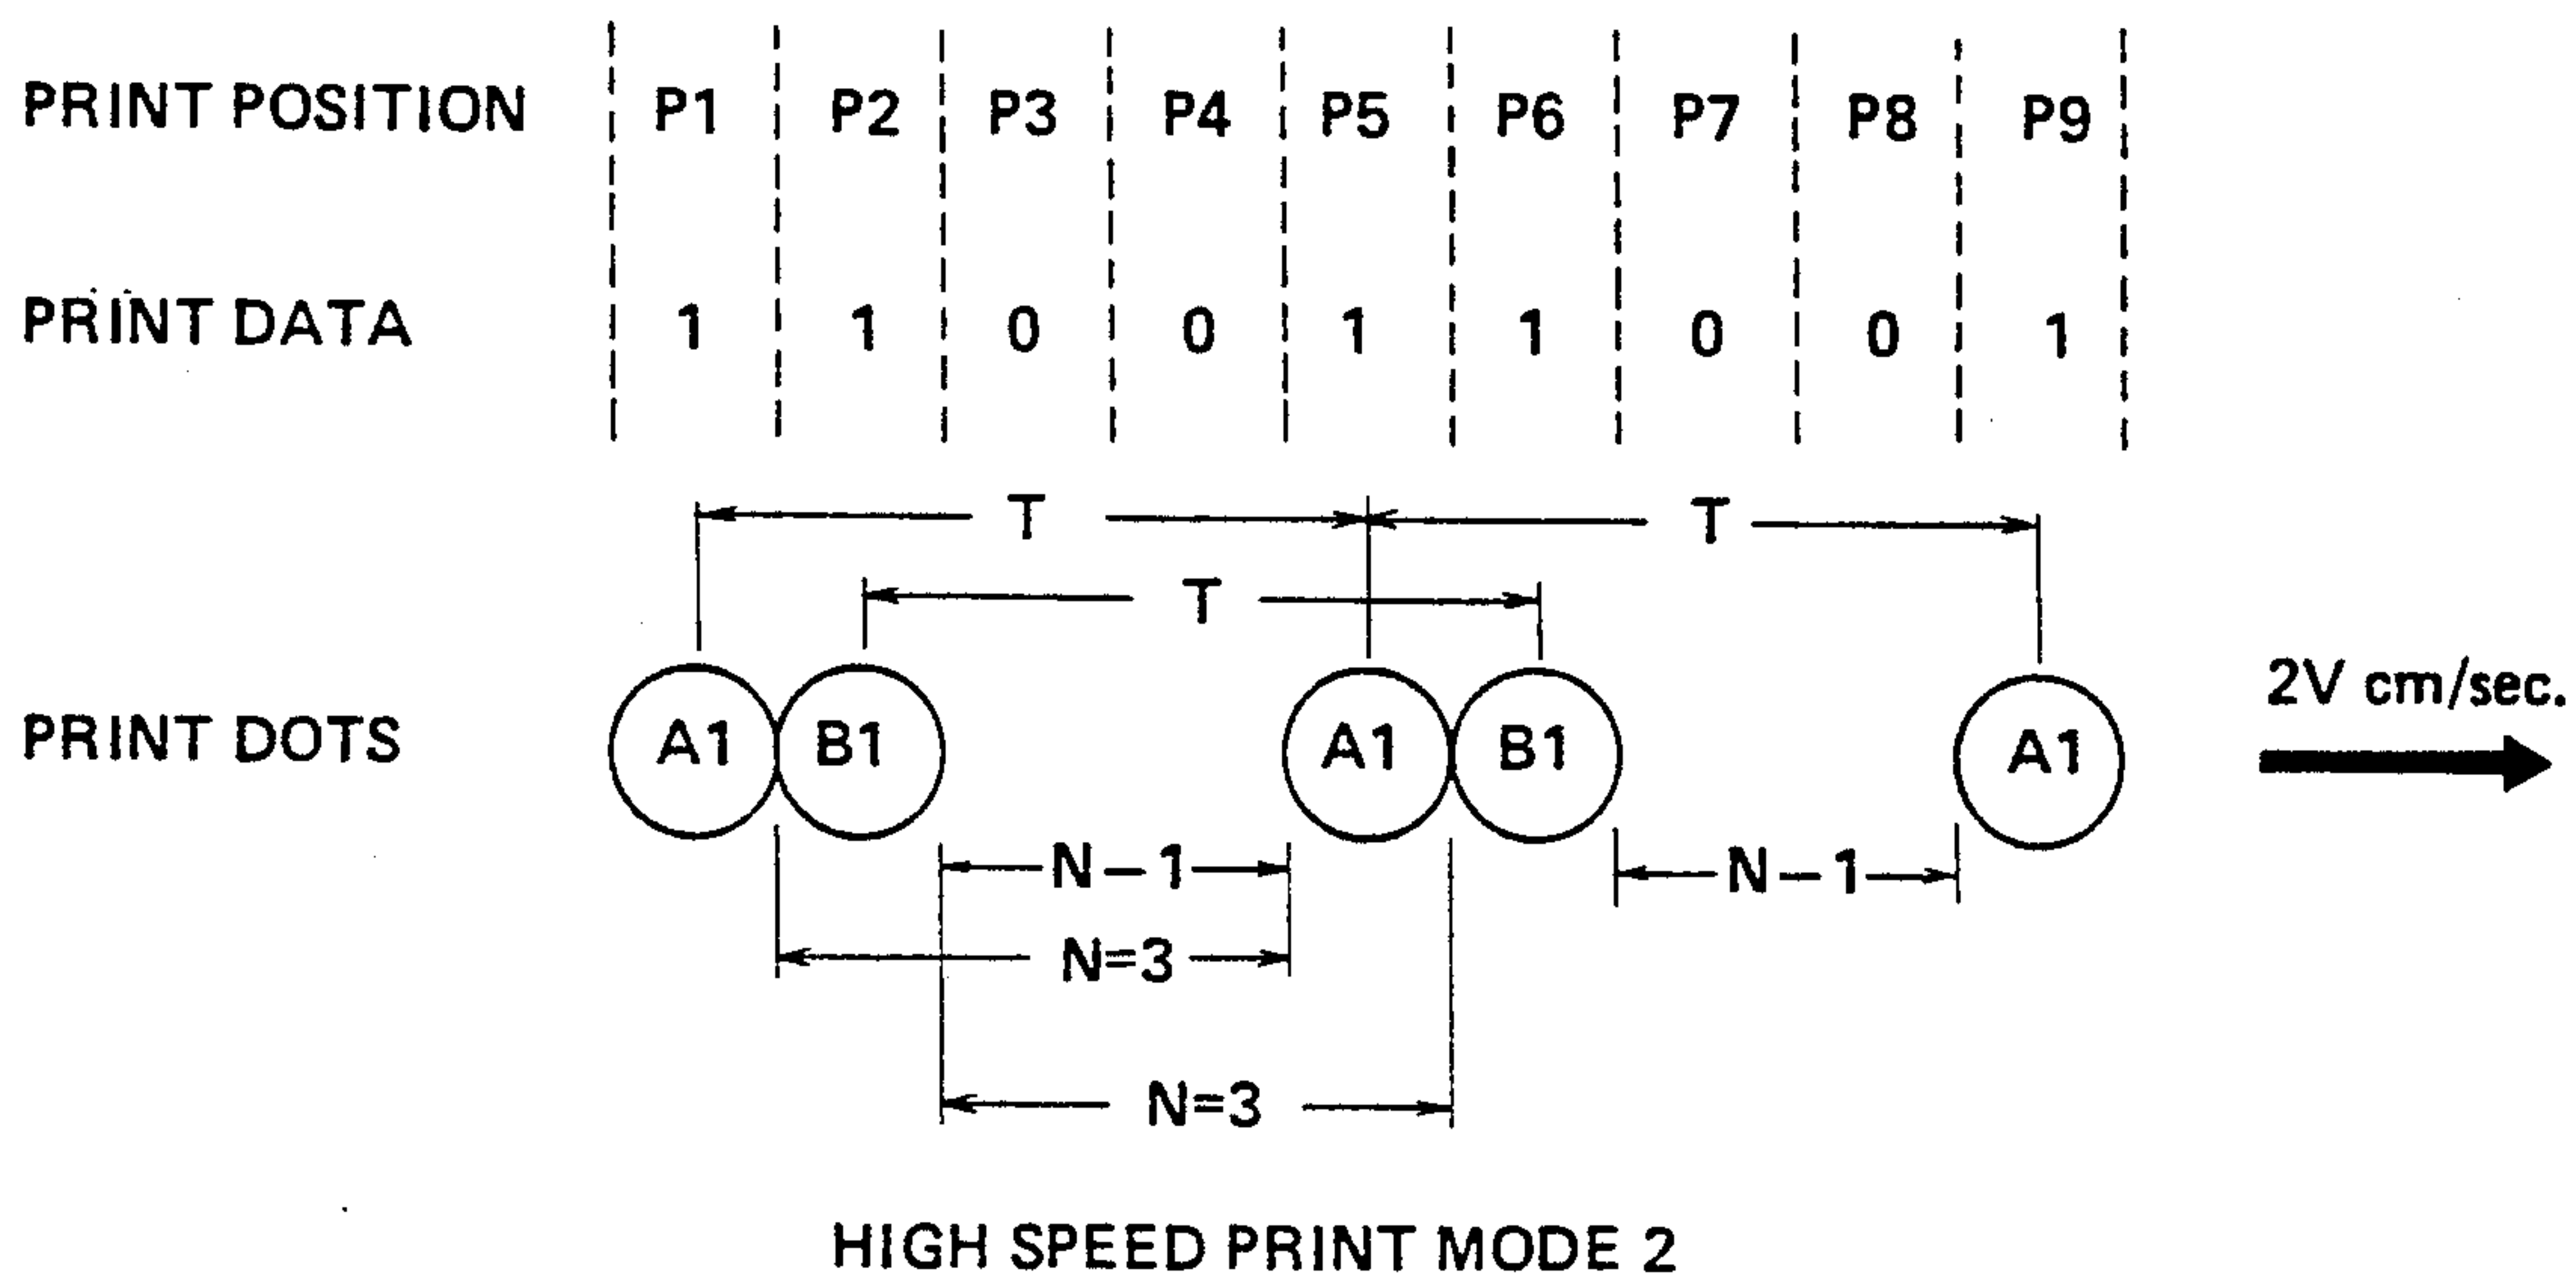 PRINT POSITION P1 P2 P3 P4 P5 P6 P7 P8 P9
PRINT DATA 1 1 0 0 1 1 0 0 1
T T
T
2V cm/sec.
PRINT DOTS A1 B1 A1 B1 A1
N–1 N–1
N=3
N=3
HIGH SPEED PRINT MODE 2